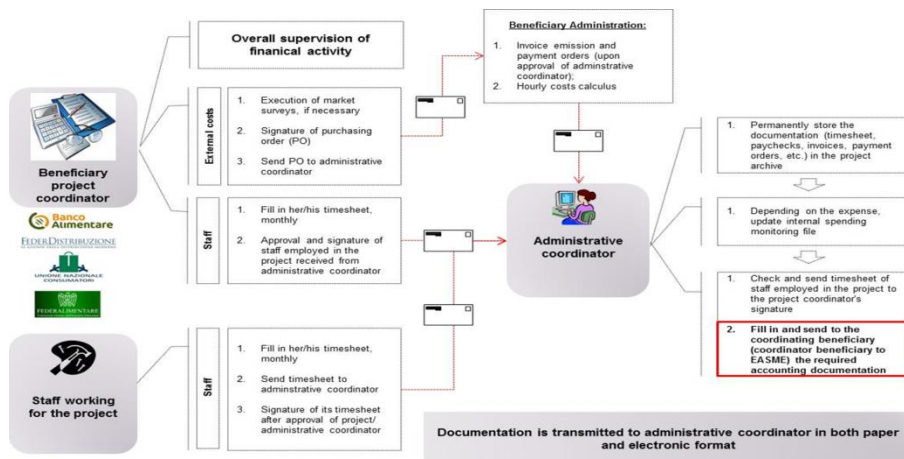 Overall supervision of
finanical activity
Beneficiary Administration:
1. Invoice emission and
payment orders (upon
approval of adminstrative
coordinator);
2. Hourly costs calculus
External costs
1. Execution of market
surveys, if necessary
2. Signature of purchasing
order (PO)
3. Send PO to administrative
coordinator
Beneficiary
project
coordinator
Banco
Alimentare
FEDERDISTRIBUZIONE
UNIONE NAZIONALE
CONSUMATORI
FEDERALIMENTARE
Staff
1. Fill in her/his timesheet,
monthly
2. Approval and signature of
staff employed in the
project received from
administrative coordinator
Administrative
coordinator
1. Permanently store the
documentation (timesheet,
paychecks, invoices, payment
orders, etc.) in the project
archive
1. Depending on the expense,
update internal spending
monitoring file
1. Check and send timesheet of
staff employed in the project to
the project coordinator's
signature
2. Fill in and send to the
coordinating beneficiary
(coordinator beneficiary to
EASME) the required
accounting documentation
Staff working
for the project
Staff
1. Fill in her/his timesheet,
monthly
2. Send timesheet to
adminstrative coordinator
3. Signature of its timesheet
after approval of project/
administrative coordinator
Documentation is transmitted to administrative coordinator in both paper
and electronic format